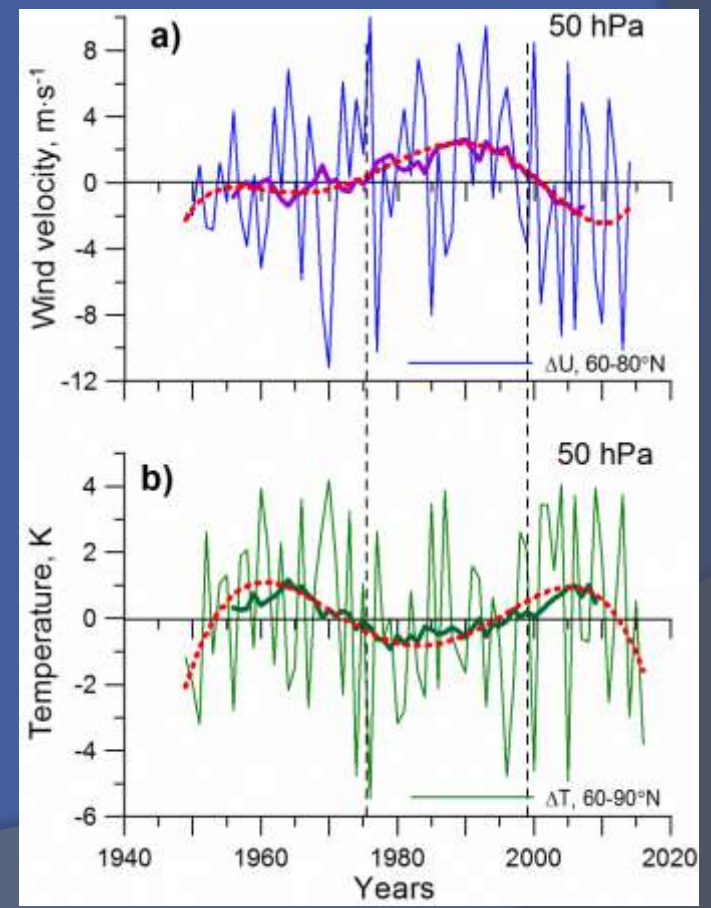 a)
50 hPa
Wind velocity, m·s⁻¹
8
4
0
-4
-8
-12
ΔU, 60-80°N
b)
50 hPa
Temperature, K
4
2
0
-2
-4
-6
ΔT, 60-90°N
1940 1960 1980 2000 2020
Years